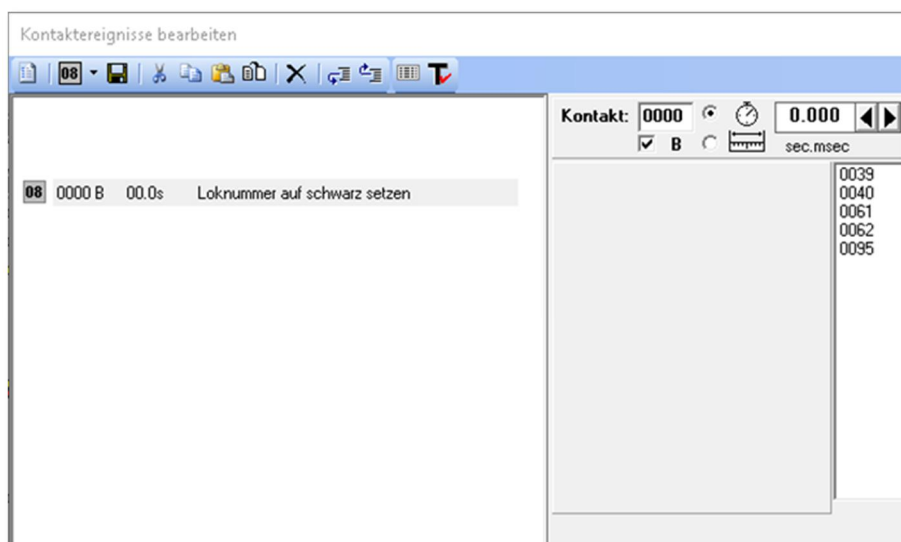 Kontaktereignisse bearbeiten
08
Kontakt: 0000 0.000
B sec.msec
08 0000 B 00.0s Loknummer auf schwarz setzen
0039
0040
0061
0062
0095